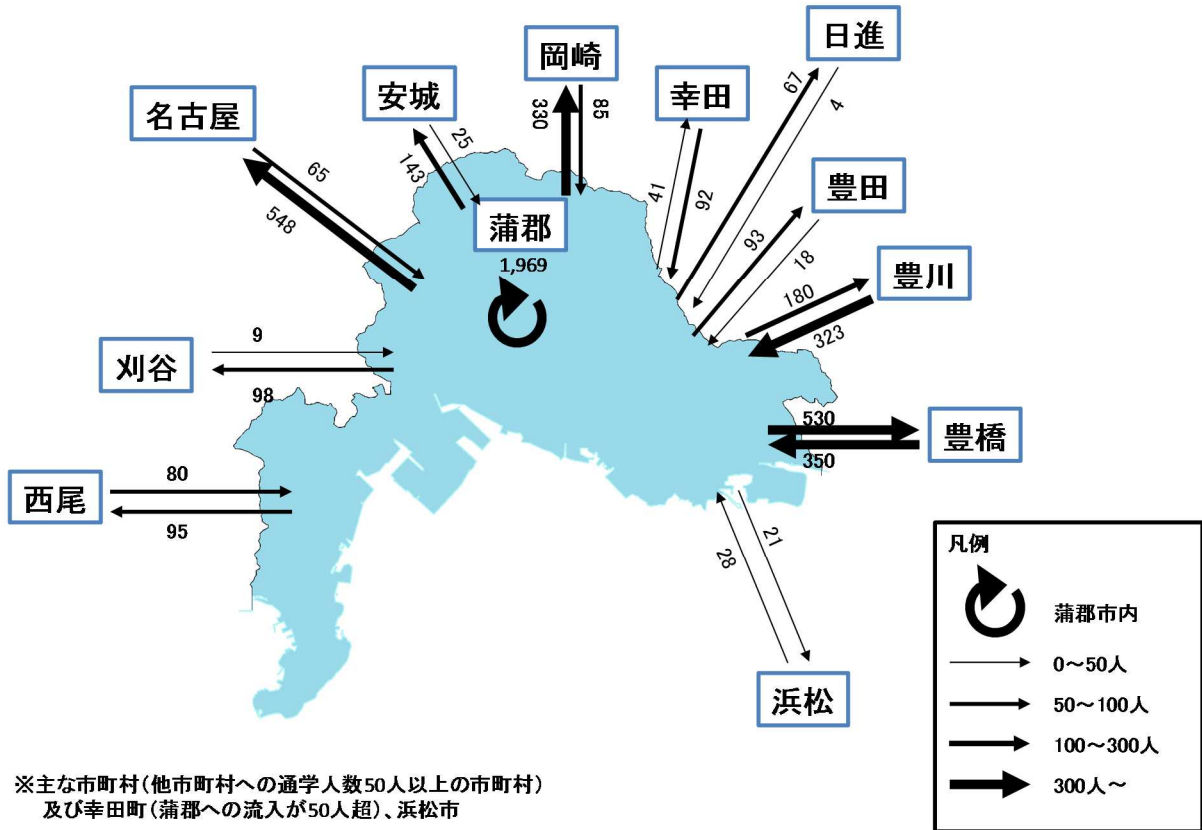 日進
岡崎
安城
幸田
名古屋
67
4
330
85
25
143
65
548
41
92
豊田
93
18
蒲郡
1,969
豊川
180
323
9
刈谷
98
530
豊橋
350
80
西尾
95
21
28
浜松
凡例
蒲郡市内
0～50人
50～100人
100～300人
300人～
※主な市町村(他市町村への通学人数50人以上の市町村)
及び幸田町(蒲郡への流入が50人超)、浜松市